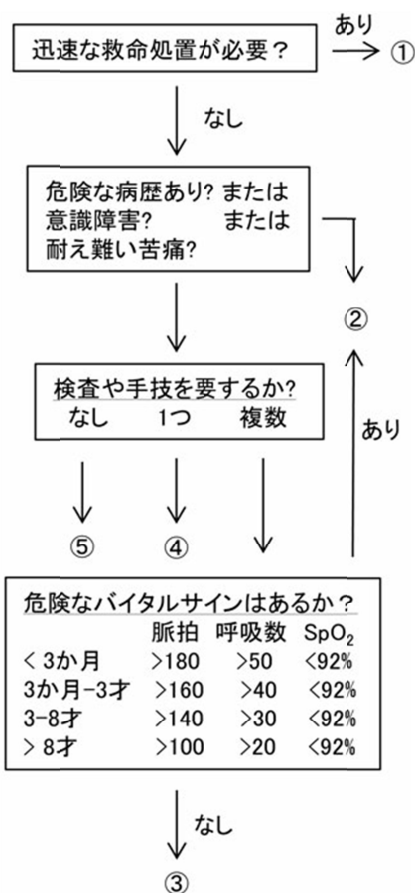 迅速な救命処置が必要？
あり
①
なし
危険な病歴あり? または
意識障害? または
耐え難い苦痛?
②
検査や手技を要するか?
なし 1つ 複数
あり
⑤ ④
危険なバイタルサインはあるか？
脈拍 呼吸数 SpO₂
< 3か月 >180 >50 <92%
3か月-3才 >160 >40 <92%
3-8才 >140 >30 <92%
> 8才 >100 >20 <92%
なし
③